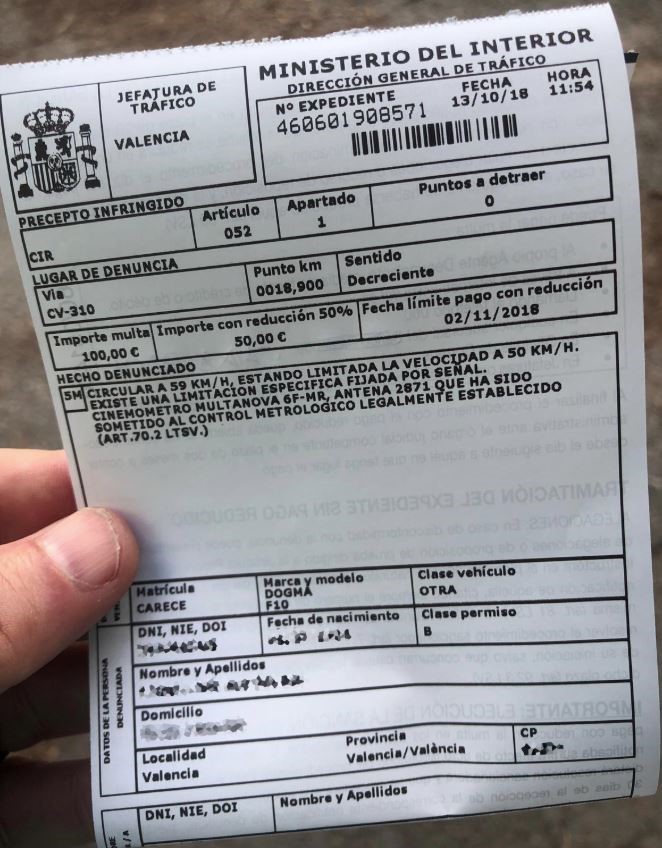 MINISTERIO DEL INTERIOR
DIRECCIÓN GENERAL DE TRÁFICO
JEFATURA DE
TRÁFICO
VALENCIA
Nº EXPEDIENTE FECHA HORA
460601908571 13/10/18 11:54
PRECEPTO INFRINGIDO Artículo Apartado Puntos a detraer
CIR 052 1 0
LUGAR DE DENUNCIA
Via Punto km Sentido
CV-310 0018,900 Decreciente
Importe multa Importe con reducción 50% Fecha límite pago con reducción
100,00 € 50,00 € 02/11/2018
HECHO DENUNCIADO
5M CIRCULAR A 59 KM/H, ESTANDO LIMITADA LA VELOCIDAD A 50 KM/H.
EXISTE UNA LIMITACION ESPECIFICA FIJADA POR SEÑAL.
CINEMOMETRO MULTANOVA 6F-MR, ANTENA 2871 QUE HA SIDO
SOMETIDO AL CONTROL METROLOGICO LEGALMENTE ESTABLECIDO
(ART.70.2 LTSV.)
Matrícula Marca y modelo Clase vehículo
CARECE DOGMA OTRA
F10
DNI, NIE, DOI Fecha de nacimiento Clase permiso
B
DATOS DE LA PERSONA
DENUNCIADA
Nombre y Apellidos
Domicilio
Localidad Provincia CP
Valencia Valencia/València
DNI, NIE, DOI Nombre y Apellidos